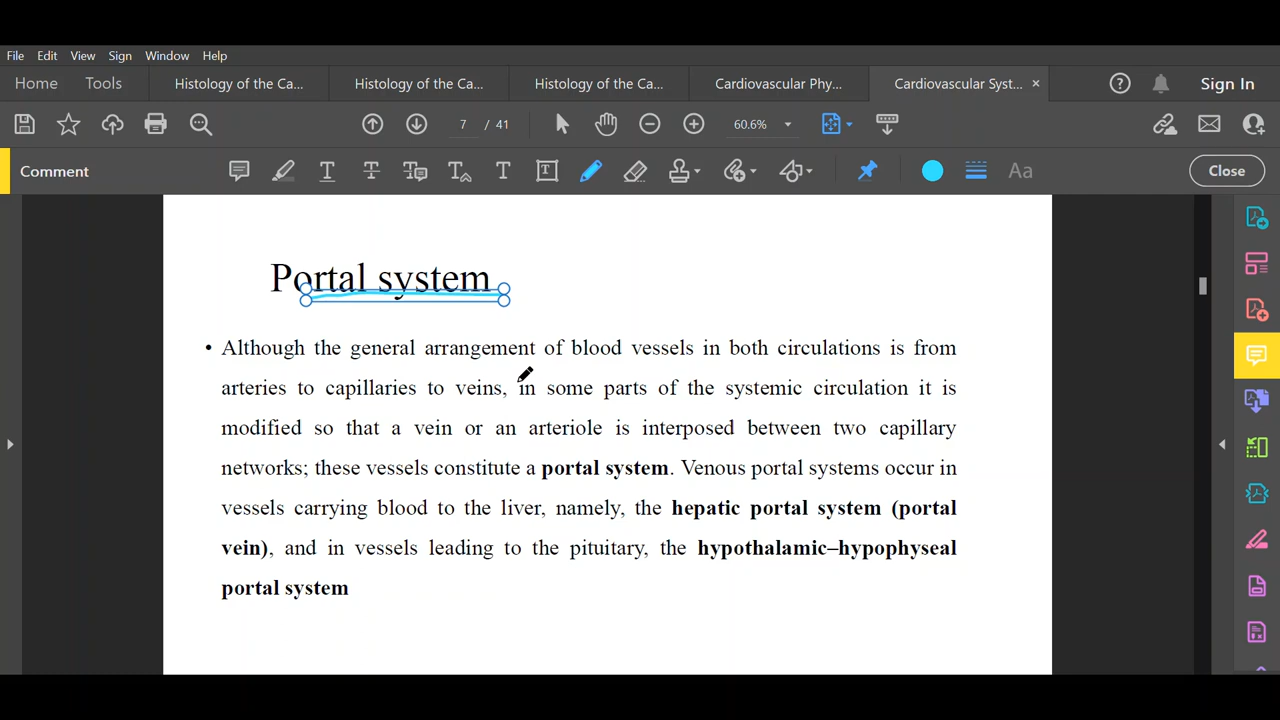 File Edit View Sign Window Help
Home Tools Histology of the Ca... Histology of the Ca... Histology of the Ca... Cardiovascular Phy... Cardiovascular Syst... × Sign In
7 / 41 60.6%
Comment Aa Close
Portal system
• Although the general arrangement of blood vessels in both circulations is from
arteries to capillaries to veins, in some parts of the systemic circulation it is
modified so that a vein or an arteriole is interposed between two capillary
networks; these vessels constitute a portal system. Venous portal systems occur in
vessels carrying blood to the liver, namely, the hepatic portal system (portal
vein), and in vessels leading to the pituitary, the hypothalamic–hypophyseal
portal system